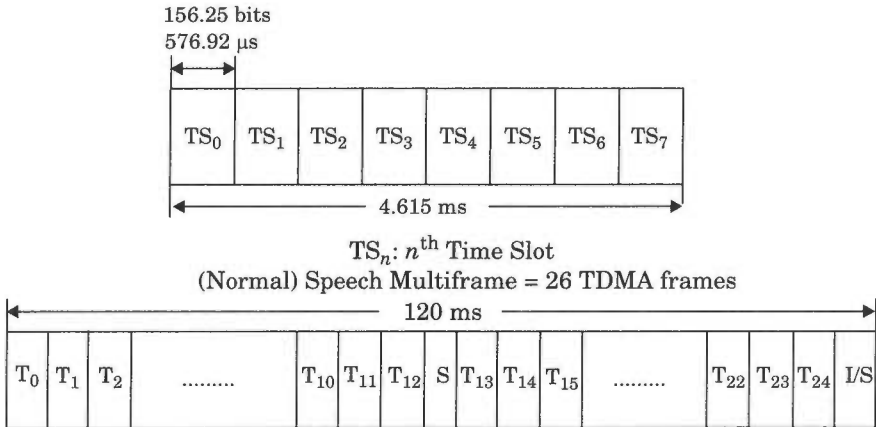 156.25 bits
576.92 μs
TS₀ TS₁ TS₂ TS₃ TS₄ TS₅ TS₆ TS₇
4.615 ms
TSₙ: nᵗʰ Time Slot
(Normal) Speech Multiframe = 26 TDMA frames
120 ms
T₀ T₁ T₂ ......... T₁₀ T₁₁ T₁₂ S T₁₃ T₁₄ T₁₅ ......... T₂₂ T₂₃ T₂₄ I/S